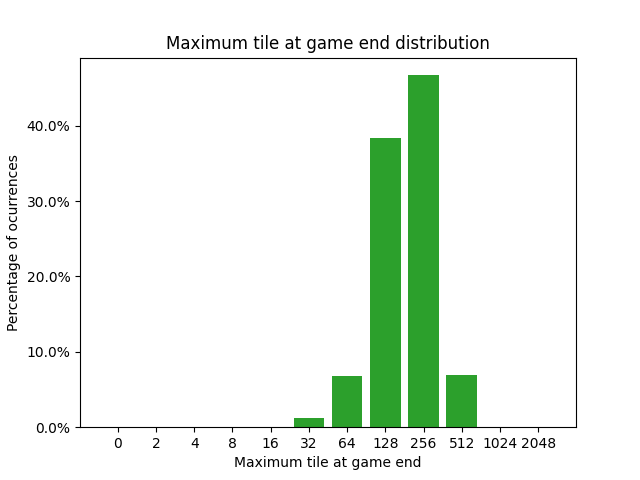 Maximum tile at game end distribution
Percentage of ocurrences
40.0%
30.0%
20.0%
10.0%
0.0%
0 2 4 8 16 32 64 128 256 512 1024 2048
Maximum tile at game end